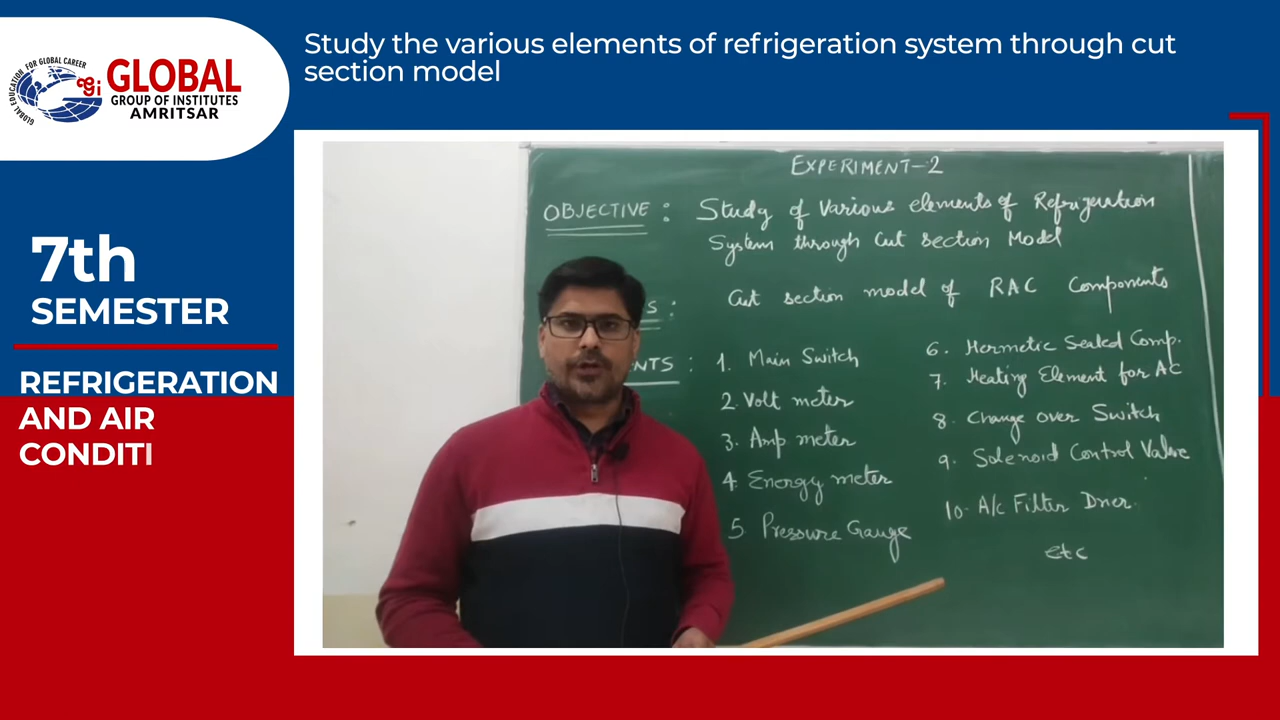 Study the various elements of refrigeration system through cut
section model
GLOBAL EDUCATION FOR GLOBAL CAREER
ggi
GLOBAL
GROUP OF INSTITUTES
AMRITSAR
7th
SEMESTER
REFRIGERATION
AND AIR
CONDITI
EXPERIMENT-2
OBJECTIVE : Study of Various elements of Refrigeration
System through Cut Section Model
S : Cut section model of RAC Components
NTS : 1. Main Switch
2. Volt meter
3. Amp meter
4. Energy meter
5. Pressure Gauge
6. Hermetic Sealed Comp.
7. Heating Element for AC
8. Change over Switch
9. Solenoid Control Valve
10. A/c Filter Drier
etc